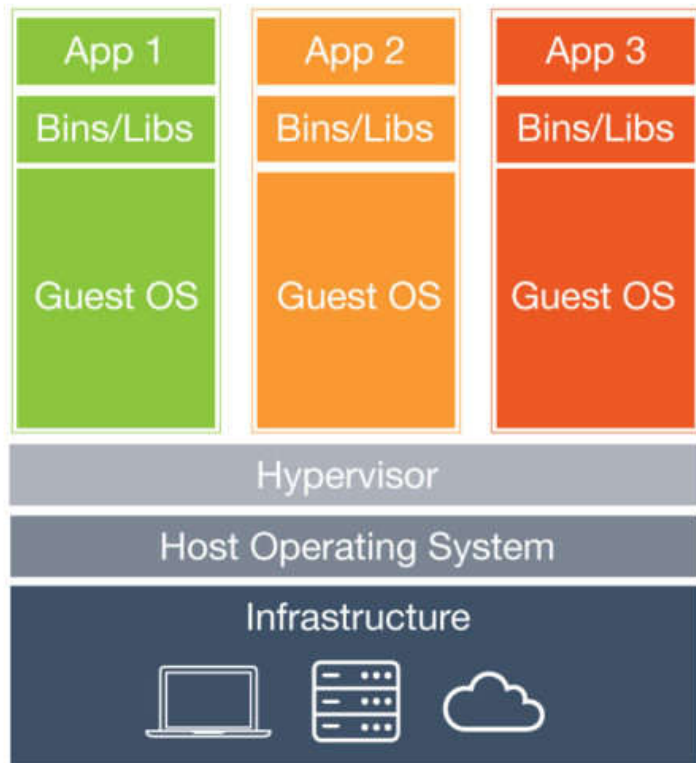 App 1
Bins/Libs
Guest OS
App 2
Bins/Libs
Guest OS
App 3
Bins/Libs
Guest OS
Hypervisor
Host Operating System
Infrastructure